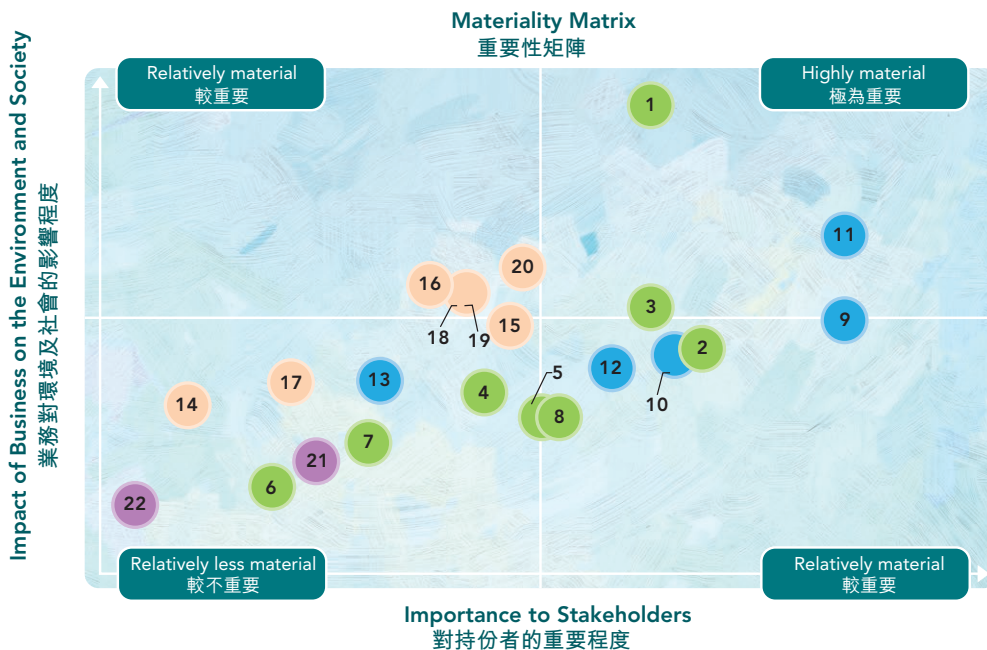 Materiality Matrix
重要性矩陣
Impact of Business on the Environment and Society
業務對環境及社會的影響程度
Relatively material
較重要
Highly material
極為重要
1
11
20
16
3
9
15
18
19
2
12
13
5
10
17
4
14
8
7
21
6
22
Relatively less material
較不重要
Relatively material
較重要
Importance to Stakeholders
對持份者的重要程度